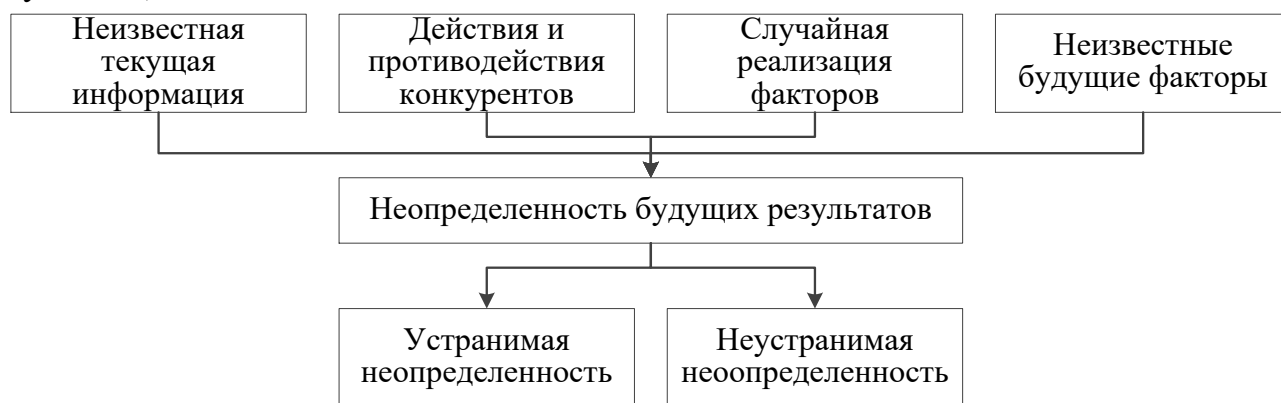 Неизвестная
текущая
информация
Действия и
противодействия
конкурентов
Случайная
реализация
факторов
Неизвестные
будущие факторы
Неопределенность будущих результатов
Устранимая
неопределенность
Неустранимая
неоопределенность